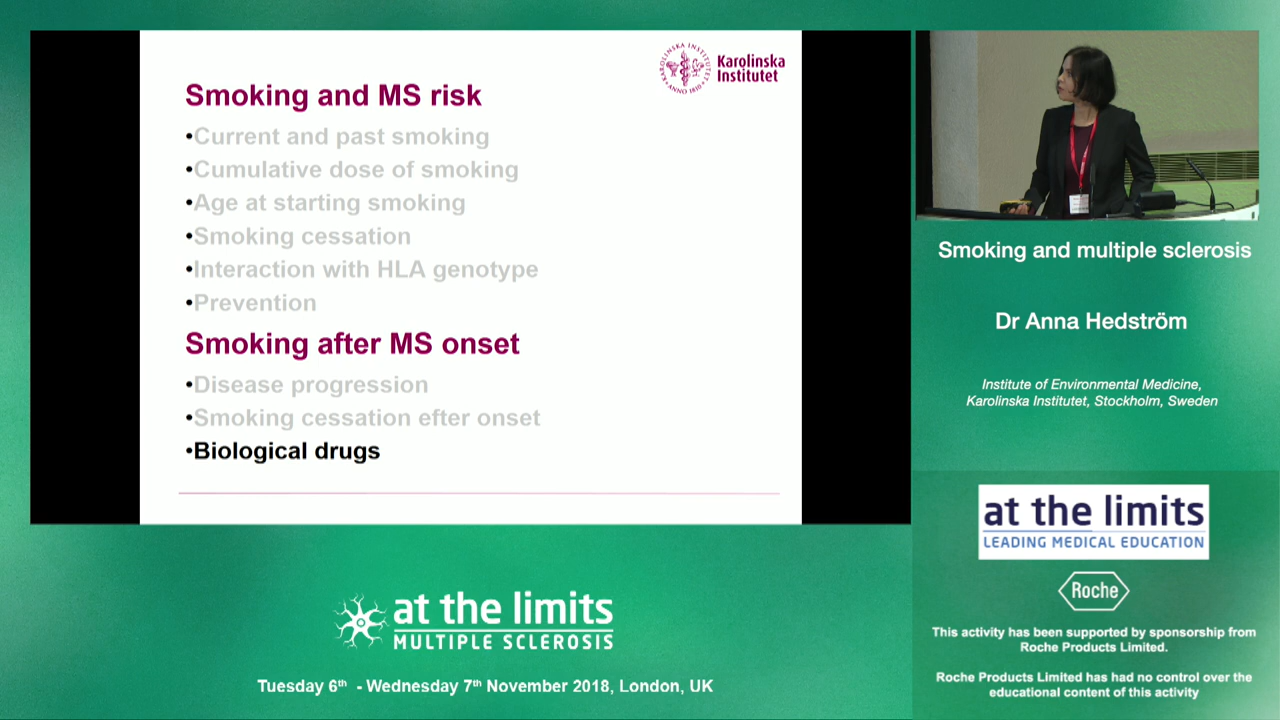 Karolinska
Institutet
KAROLINSKA INSTITUTET
ANNO 1810
Smoking and MS risk
•Current and past smoking
•Cumulative dose of smoking
•Age at starting smoking
•Smoking cessation
•Interaction with HLA genotype
•Prevention
Smoking after MS onset
•Disease progression
•Smoking cessation efter onset
•Biological drugs
Smoking and multiple sclerosis
Dr Anna Hedström
Institute of Environmental Medicine,
Karolinska Institutet, Stockholm, Sweden
at the limits
LEADING MEDICAL EDUCATION
Roche
This activity has been supported by sponsorship from
Roche Products Limited.
Roche Products Limited has had no control over the
educational content of this activity
at the limits
MULTIPLE SCLEROSIS
Tuesday 6th - Wednesday 7th November 2018, London, UK